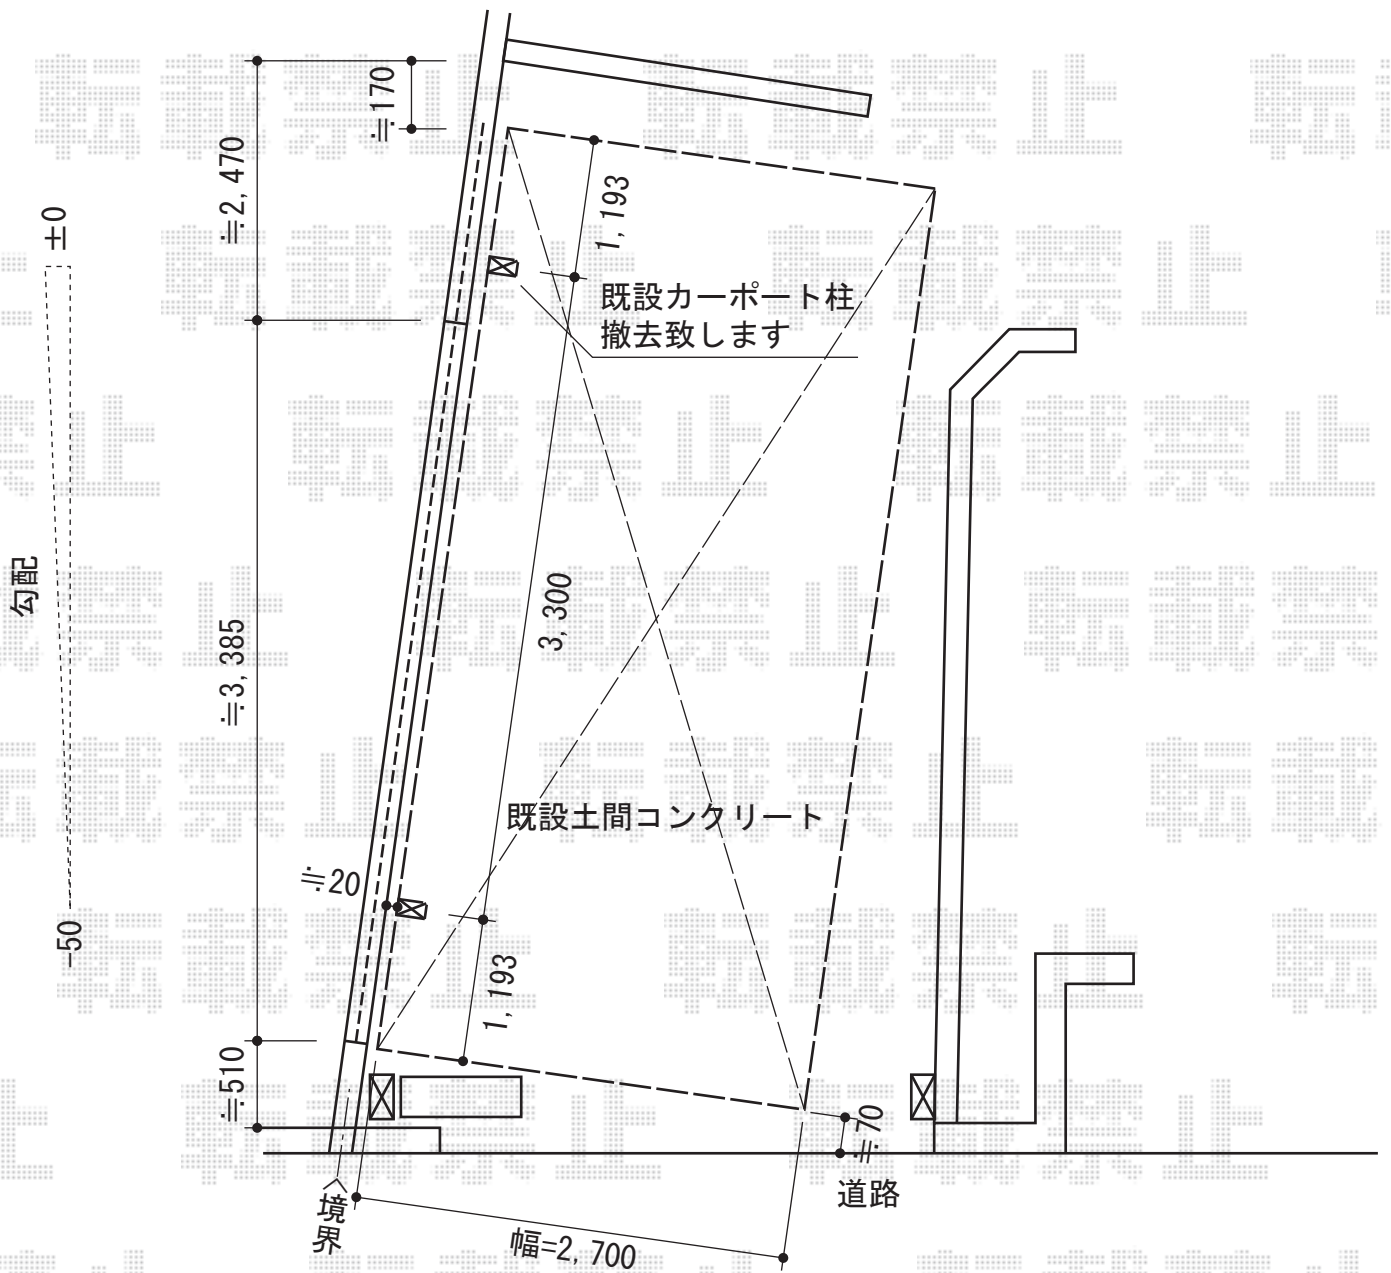 ≒170
≒2,470
±0
1,193
既設カーポート柱
撤去致します
勾配
3,300
≒3,385
既設土間コンクリート
≒20
-50
1,193
≒510
≒70
道路
境界
幅=2,700
転載禁止